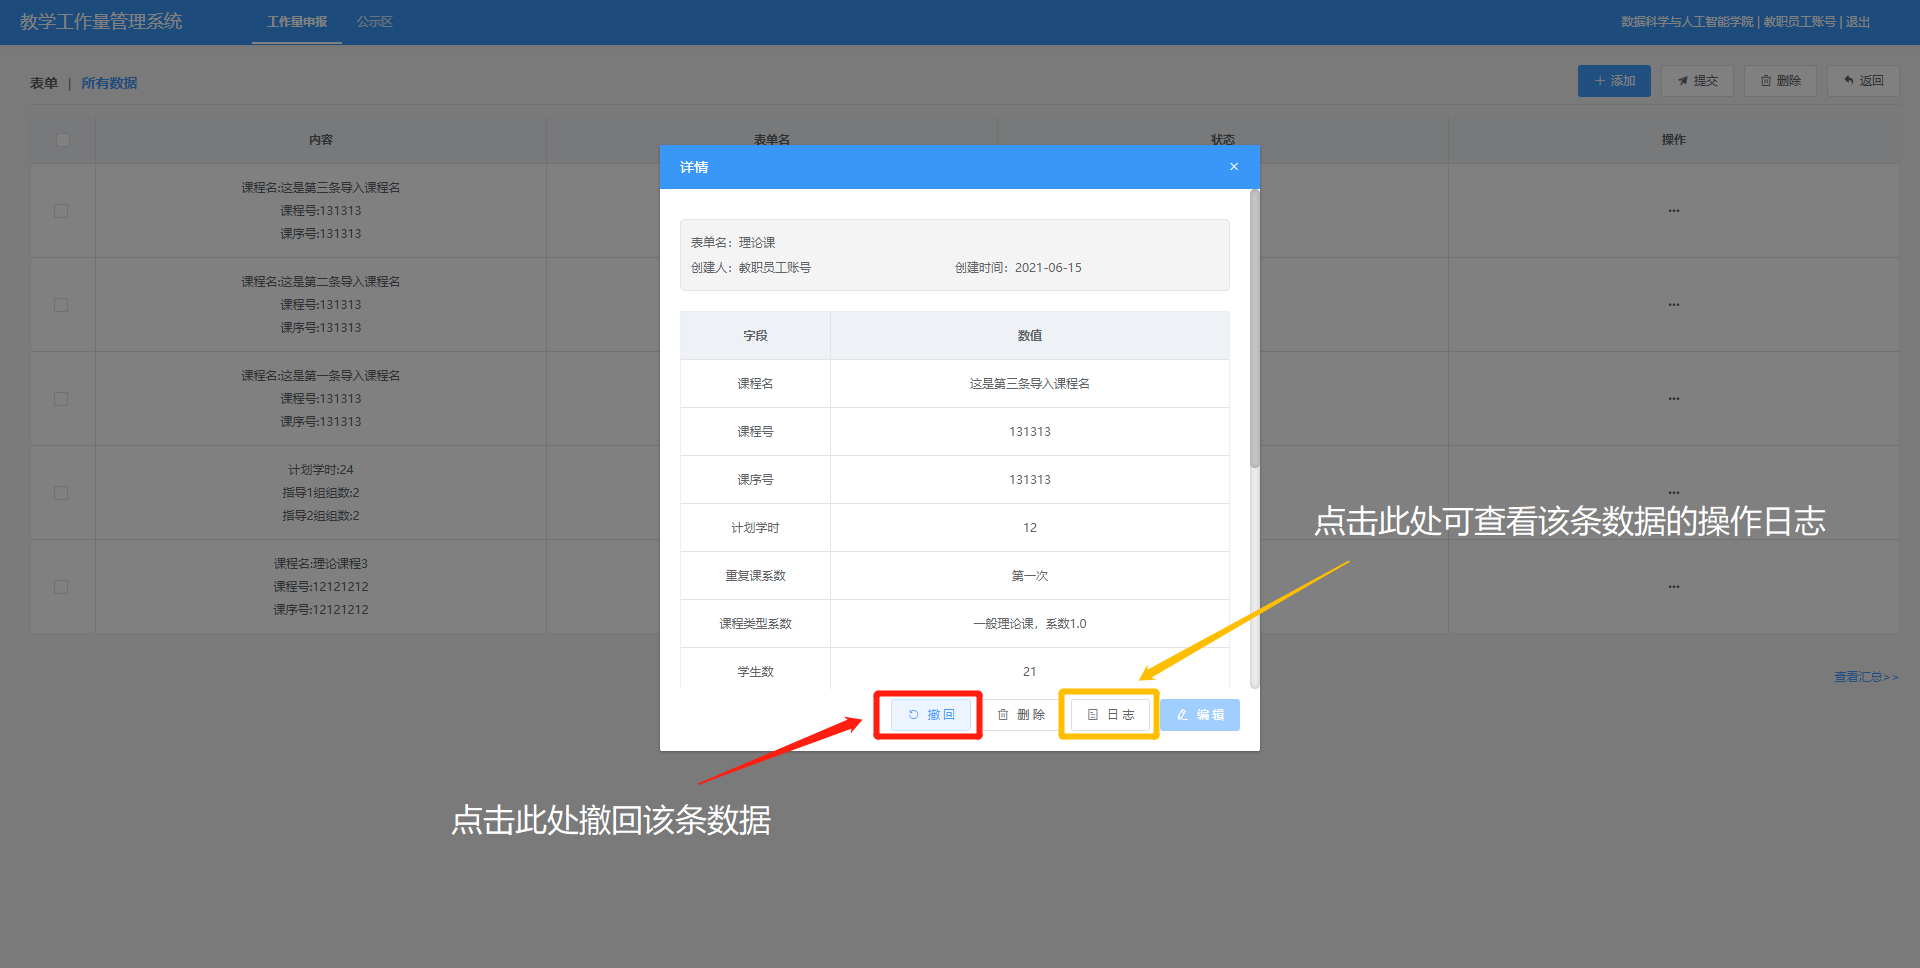 教学工作量管理系统 工作量申报 公示区 数据科学与人工智能学院 | 教职员工账号 | 退出
表单 | 所有数据 添加 提交 删除 返回
内容 表单名 状态 操作
课程名:这是第三条导入课程名
课程号:131313
课序号:131313
课程名:这是第二条导入课程名
课程号:131313
课序号:131313
课程名:这是第一条导入课程名
课程号:131313
课序号:131313
计划学时:24
指导1组组数:2
指导2组组数:2
课程名:理论课程3
课程号:12121212
课序号:12121212
查看汇总>>
详情 ×
表单名：理论课
创建人：教职员工账号 创建时间：2021-06-15
字段 数值
课程名 这是第三条导入课程名
课程号 131313
课序号 131313
计划学时 12
重复课系数 第一次
课程类型系数 一般理论课，系数1.0
学生数 21
撤回 删除 日志 编辑
点击此处可查看该条数据的操作日志
点击此处撤回该条数据